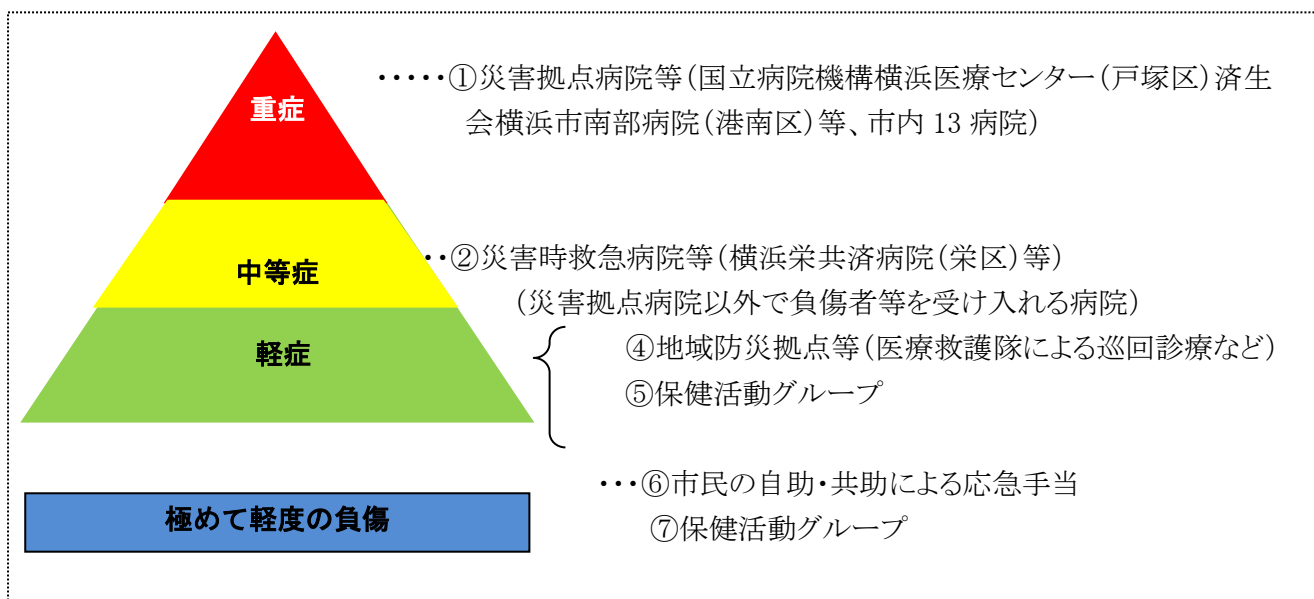 重症
・・・・・①災害拠点病院等(国立病院機構横浜医療センター(戸塚区)済生
会横浜市南部病院(港南区)等、市内 13 病院)
中等症
・・②災害時救急病院等(横浜栄共済病院(栄区)等)
(災害拠点病院以外で負傷者等を受け入れる病院)
軽症
④地域防災拠点等(医療救護隊による巡回診療など)
⑤保健活動グループ
・・・⑥市民の自助・共助による応急手当
極めて軽度の負傷
⑦保健活動グループ